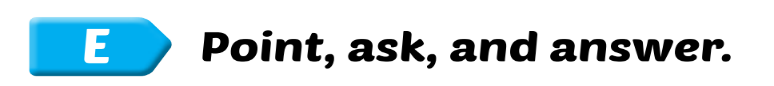 E Point, ask, and answer.